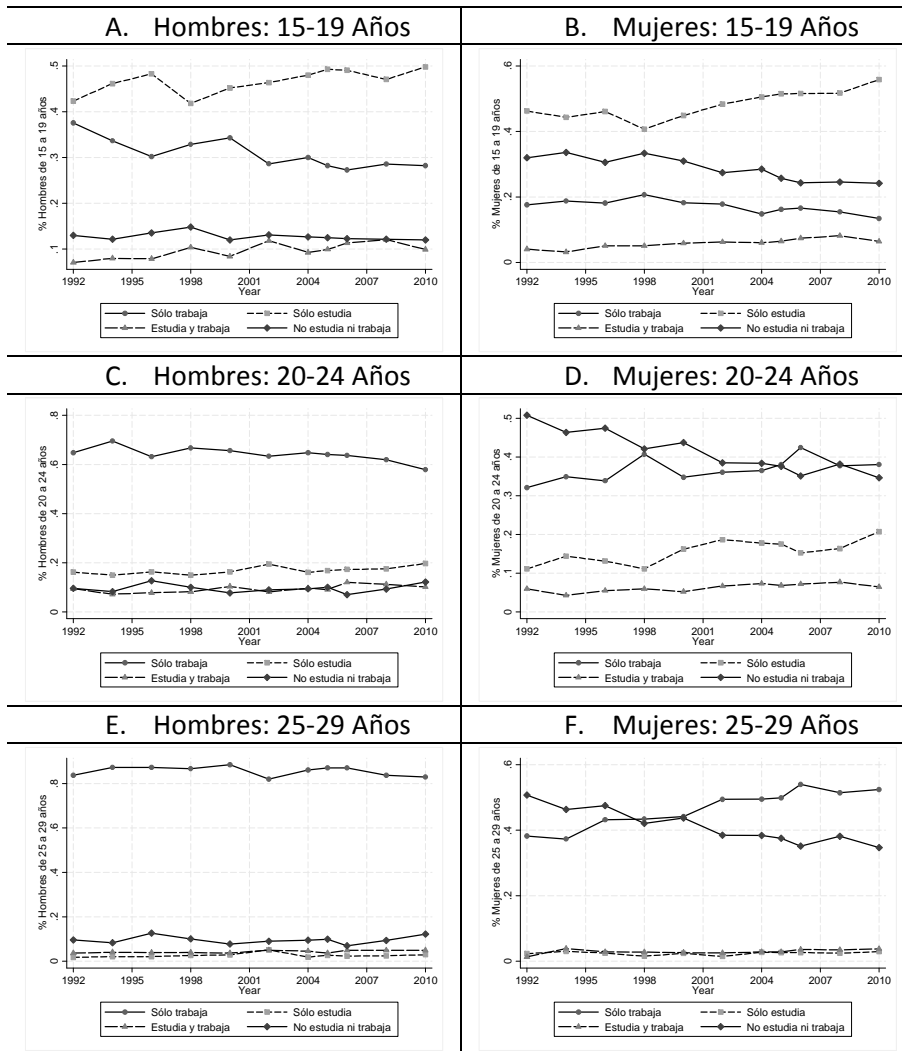 A. Hombres: 15-19 Años
B. Mujeres: 15-19 Años
% Hombres de 15 a 19 años
.1 .2 .3 .4 .5
1992 1995 1998 2001 2004 2007 2010
Year
Sólo trabaja Sólo estudia
Estudia y trabaja No estudia ni trabaja
% Mujeres de 15 a 19 años
0 .2 .4 .6
1992 1995 1998 2001 2004 2007 2010
Year
Sólo trabaja Sólo estudia
Estudia y trabaja No estudia ni trabaja
C. Hombres: 20-24 Años
D. Mujeres: 20-24 Años
% Hombres de 20 a 24 años
0 .2 .4 .6 .8
1992 1995 1998 2001 2004 2007 2010
Year
Sólo trabaja Sólo estudia
Estudia y trabaja No estudia ni trabaja
% Mujeres de 20 a 24 años
0 .1 .2 .3 .4 .5
1992 1995 1998 2001 2004 2007 2010
Year
Sólo trabaja Sólo estudia
Estudia y trabaja No estudia ni trabaja
E. Hombres: 25-29 Años
F. Mujeres: 25-29 Años
% Hombres de 25 a 29 años
0 .2 .4 .6 .8
1992 1995 1998 2001 2004 2007 2010
Year
Sólo trabaja Sólo estudia
Estudia y trabaja No estudia ni trabaja
% Mujeres de 25 a 29 años
0 .2 .4 .6
1992 1995 1998 2001 2004 2007 2010
Year
Sólo trabaja Sólo estudia
Estudia y trabaja No estudia ni trabaja